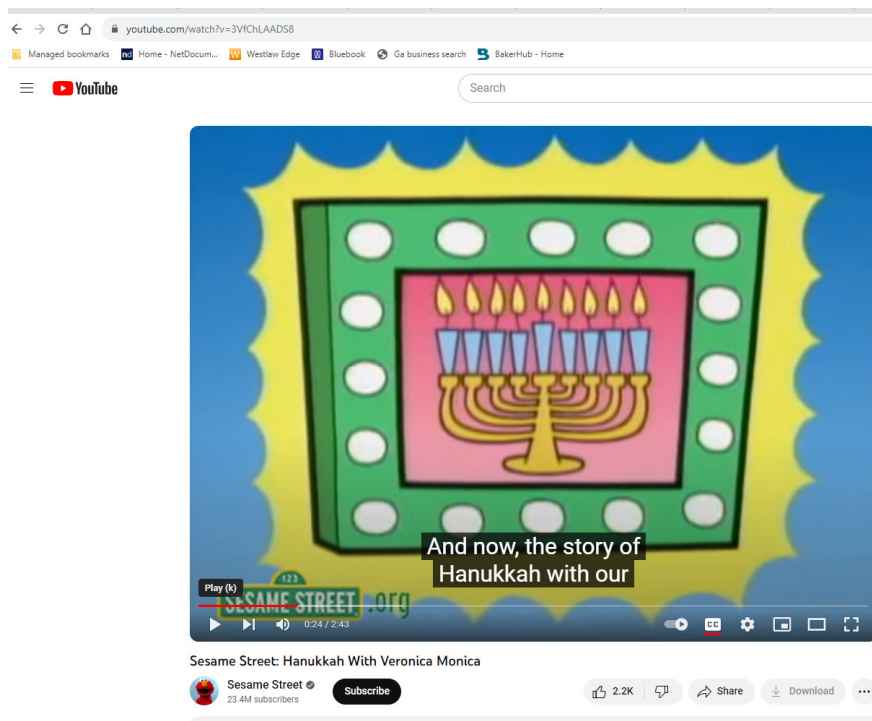 youtube.com/watch?v=3VfChLAADS8
Managed bookmarks nd Home - NetDocum... Westlaw Edge Bluebook Ga business search BakerHub - Home
YouTube
Search
And now, the story of
Hanukkah with our
Play (k)
123
SESAME STREET .org
0:24 / 2:43
CC
Sesame Street: Hanukkah With Veronica Monica
Sesame Street
23.4M subscribers
Subscribe
2.2K
Share
Download